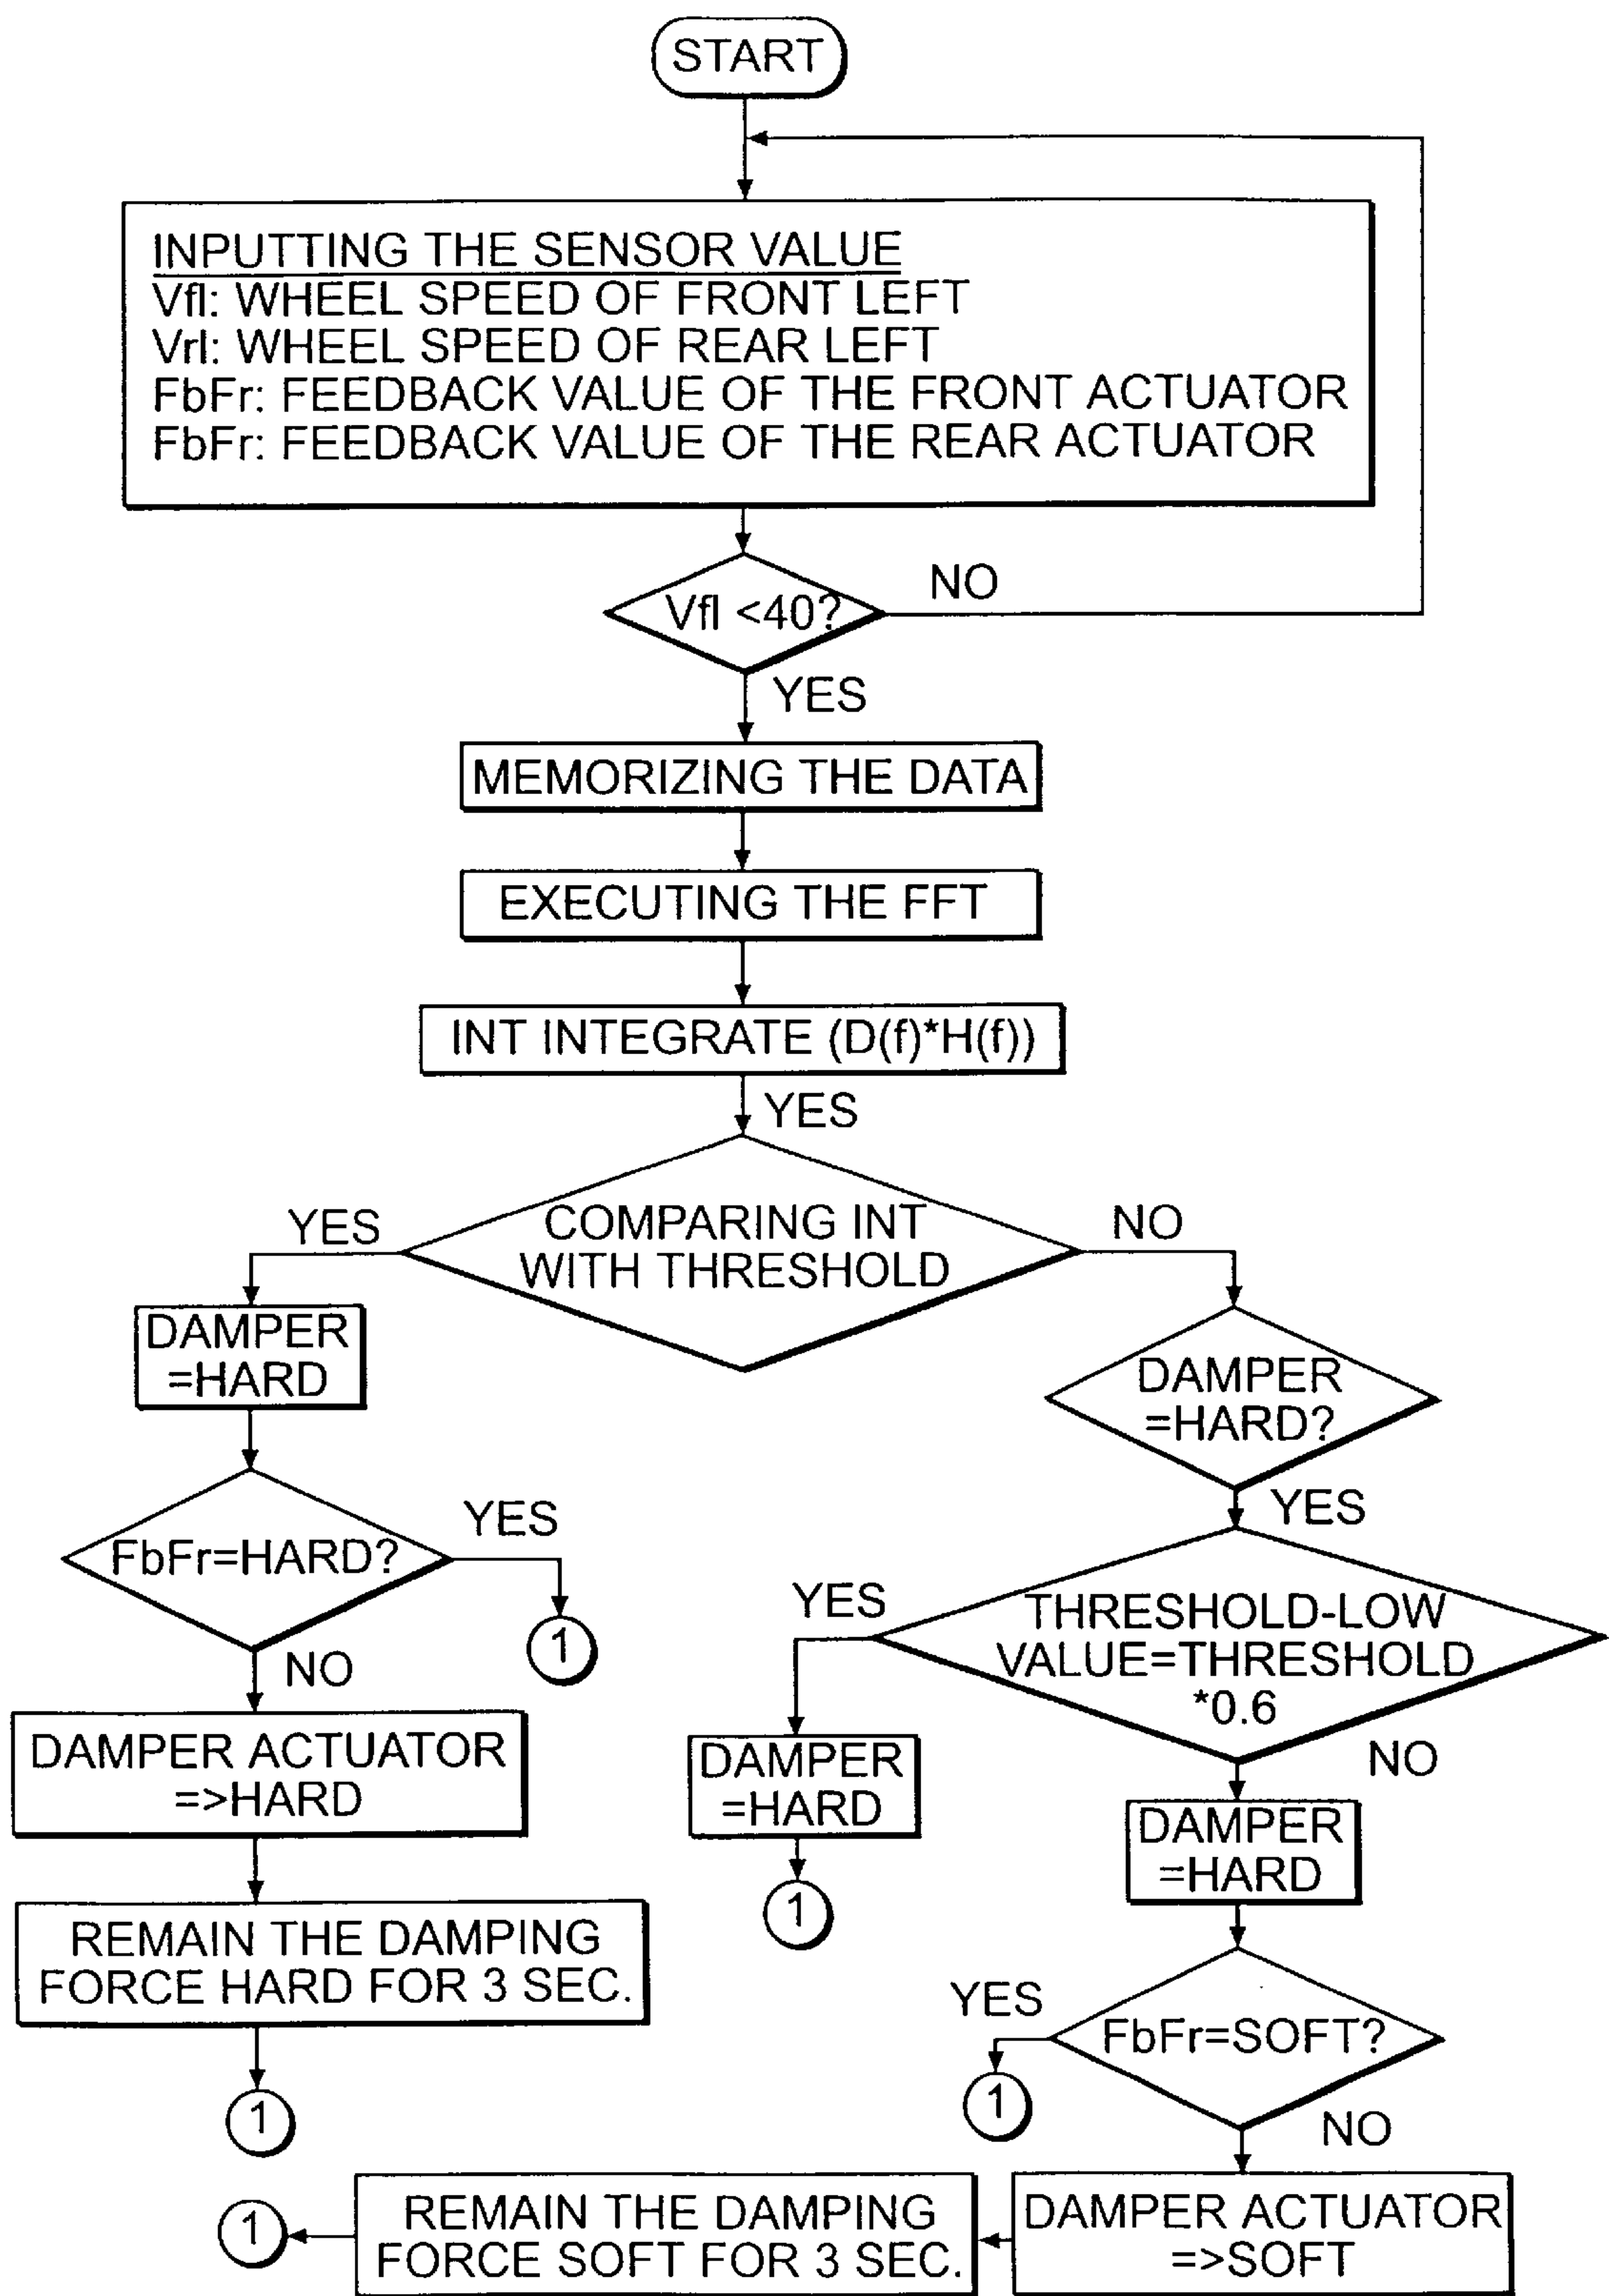 START
INPUTTING THE SENSOR VALUE
Vfl: WHEEL SPEED OF FRONT LEFT
Vrl: WHEEL SPEED OF REAR LEFT
FbFr: FEEDBACK VALUE OF THE FRONT ACTUATOR
FbFr: FEEDBACK VALUE OF THE REAR ACTUATOR
Vfl <40?
NO
YES
MEMORIZING THE DATA
EXECUTING THE FFT
INT INTEGRATE (D(f)*H(f))
YES
COMPARING INT
WITH THRESHOLD
YES
NO
DAMPER
=HARD
DAMPER
=HARD?
YES
FbFr=HARD?
YES
1
NO
THRESHOLD-LOW
VALUE=THRESHOLD
*0.6
YES
NO
DAMPER ACTUATOR
=>HARD
DAMPER
=HARD
1
DAMPER
=HARD
REMAIN THE DAMPING
FORCE HARD FOR 3 SEC.
1
FbFr=SOFT?
YES
1
NO
DAMPER ACTUATOR
=>SOFT
REMAIN THE DAMPING
FORCE SOFT FOR 3 SEC.
1